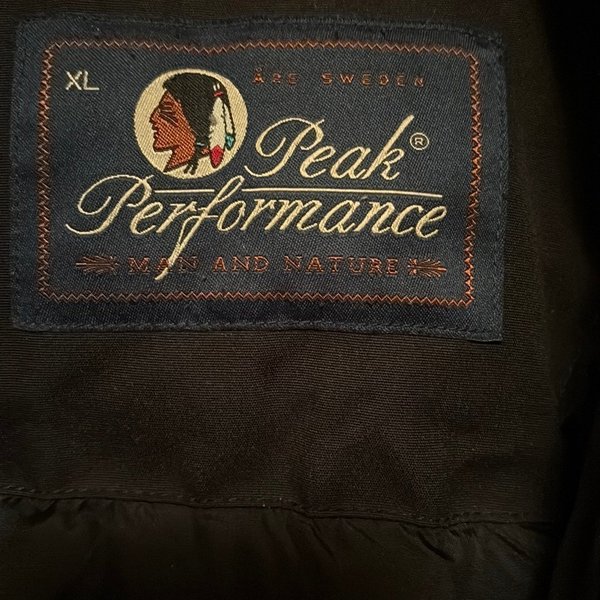 XL
ÅRE SWEDEN
Peak®
Performance
MAN AND NATURE